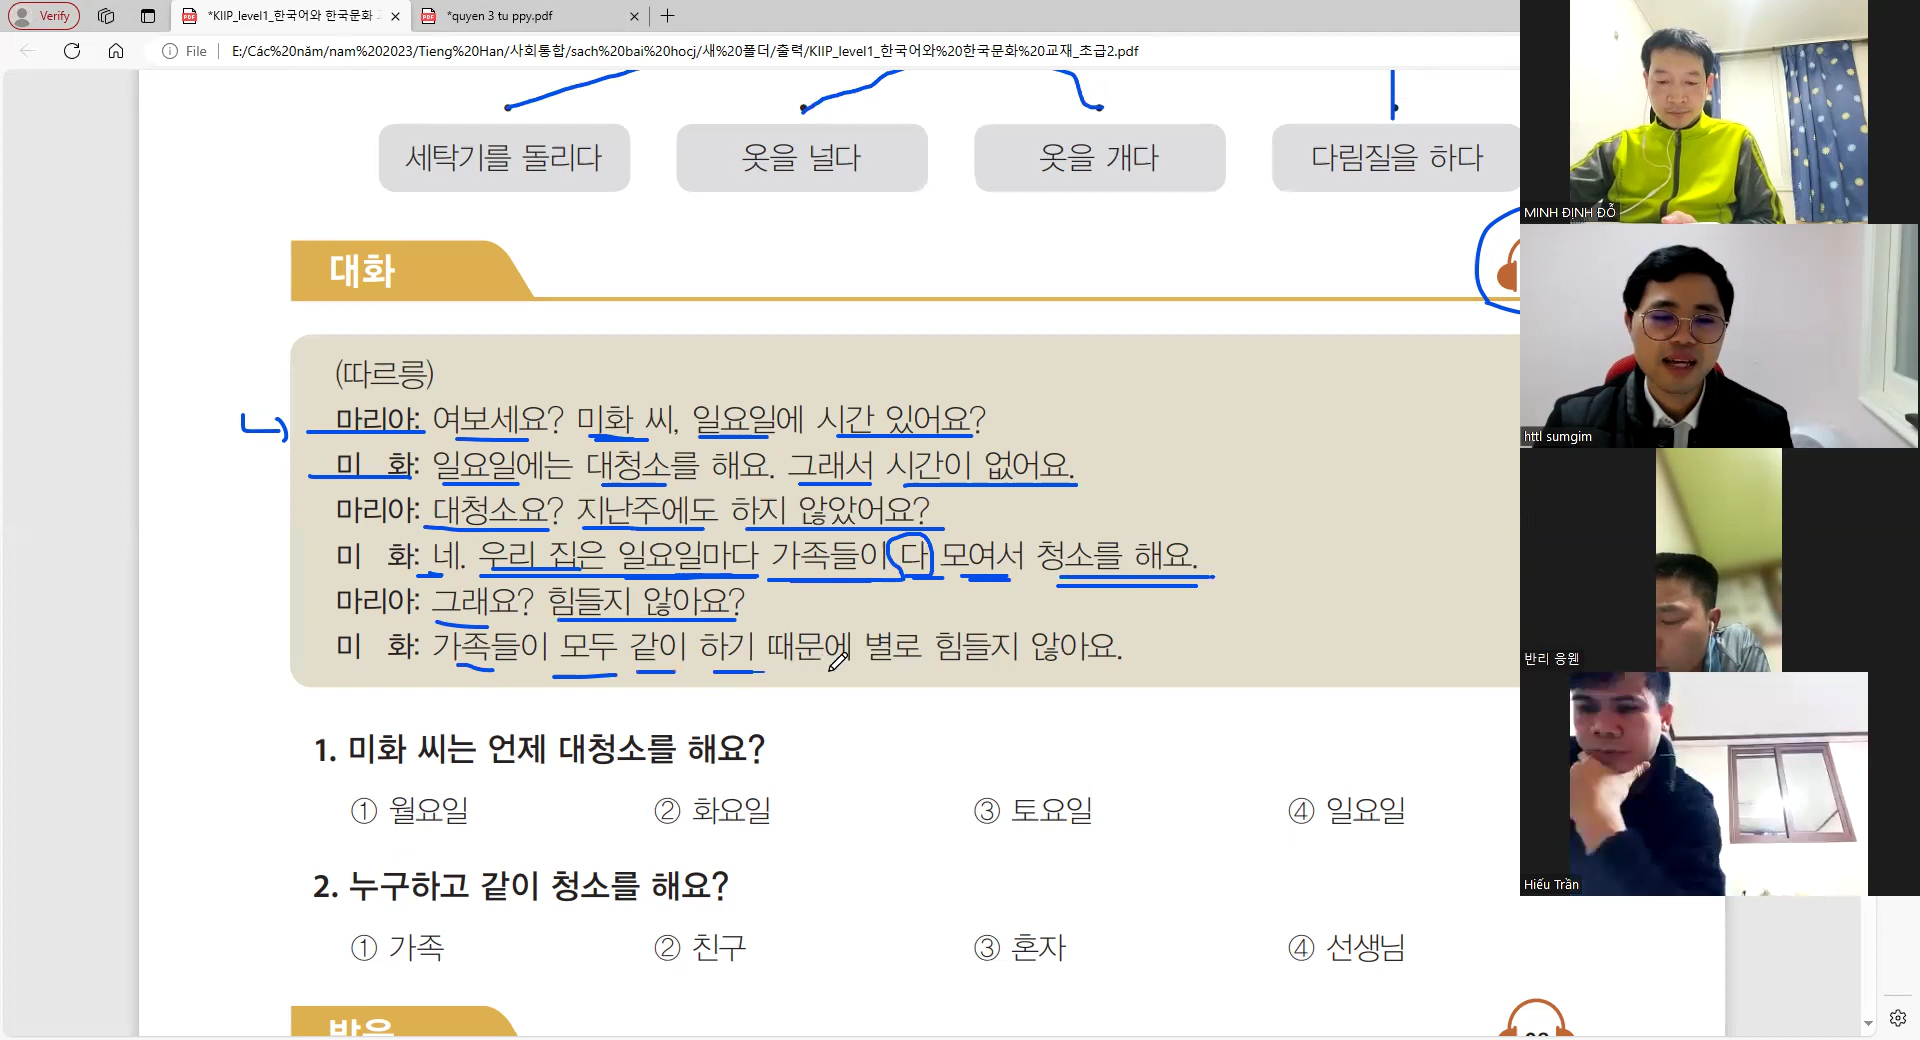 Verify
*KIIP_level1_한국어와 한국문화
*quyen 3 tu ppy.pdf
File
E:/Các%20năm/nam%202023/Tieng%20Han/사회통합/sach%20bai%20hocj/새%20폴더/출력/KIIP_level1_한국어와%20한국문화%20교재_초급2.pdf
세탁기를 돌리다
옷을 널다
옷을 개다
다림질을 하다
대화
(따르릉)
마리아: 여보세요? 미화 씨, 일요일에 시간 있어요?
미 화: 일요일에는 대청소를 해요. 그래서 시간이 없어요.
마리아: 대청소요? 지난주에도 하지 않았어요?
미 화: 네. 우리 집은 일요일마다 가족들이 다 모여서 청소를 해요.
마리아: 그래요? 힘들지 않아요?
미 화: 가족들이 모두 같이 하기 때문에 별로 힘들지 않아요.
1. 미화 씨는 언제 대청소를 해요?
① 월요일
② 화요일
③ 토요일
④ 일요일
2. 누구하고 같이 청소를 해요?
① 가족
② 친구
③ 혼자
④ 선생님
MINH ĐỊNH ĐỖ
httl sumgim
반리 응웬
Hiếu Trần